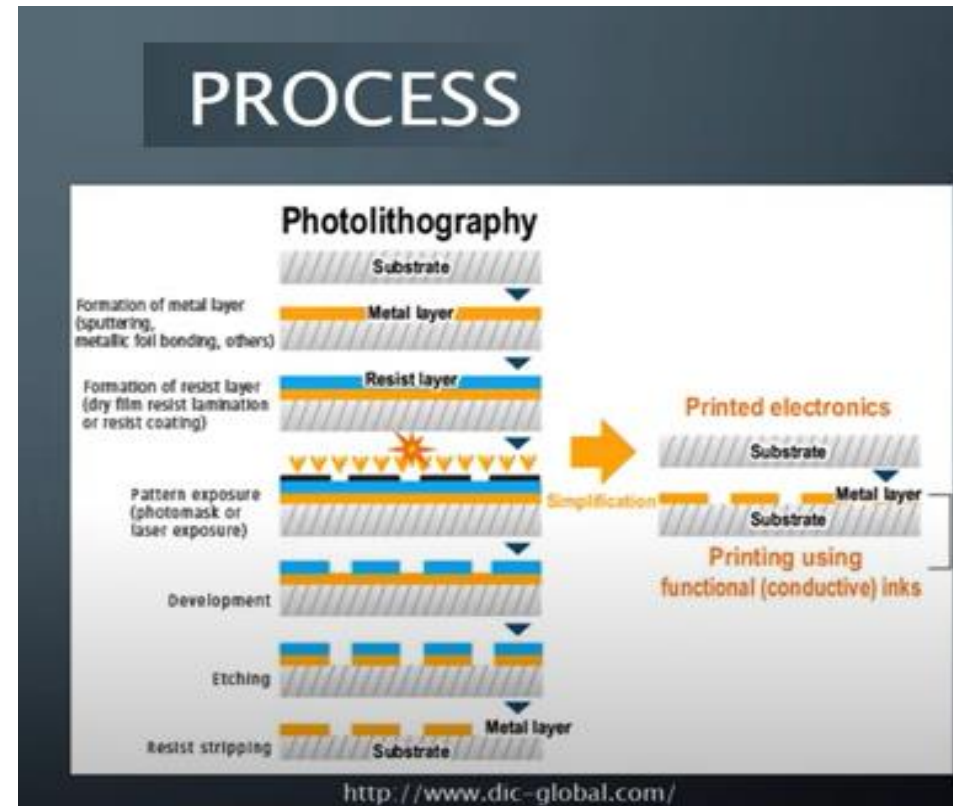 PROCESS
Photolithography
Substrate
Formation of metal layer
(sputtering,
metallic foil bonding, others)
Metal layer
Formation of resist layer
(dry film resist lamination
or resist coating)
Resist layer
Pattern exposure
(photomask or
laser exposure)
Development
Etching
Resist stripping
Metal layer
Substrate
Simplification
Printed electronics
Substrate
Metal layer
Substrate
Printing using
functional (conductive) inks
http://www.dic-global.com/